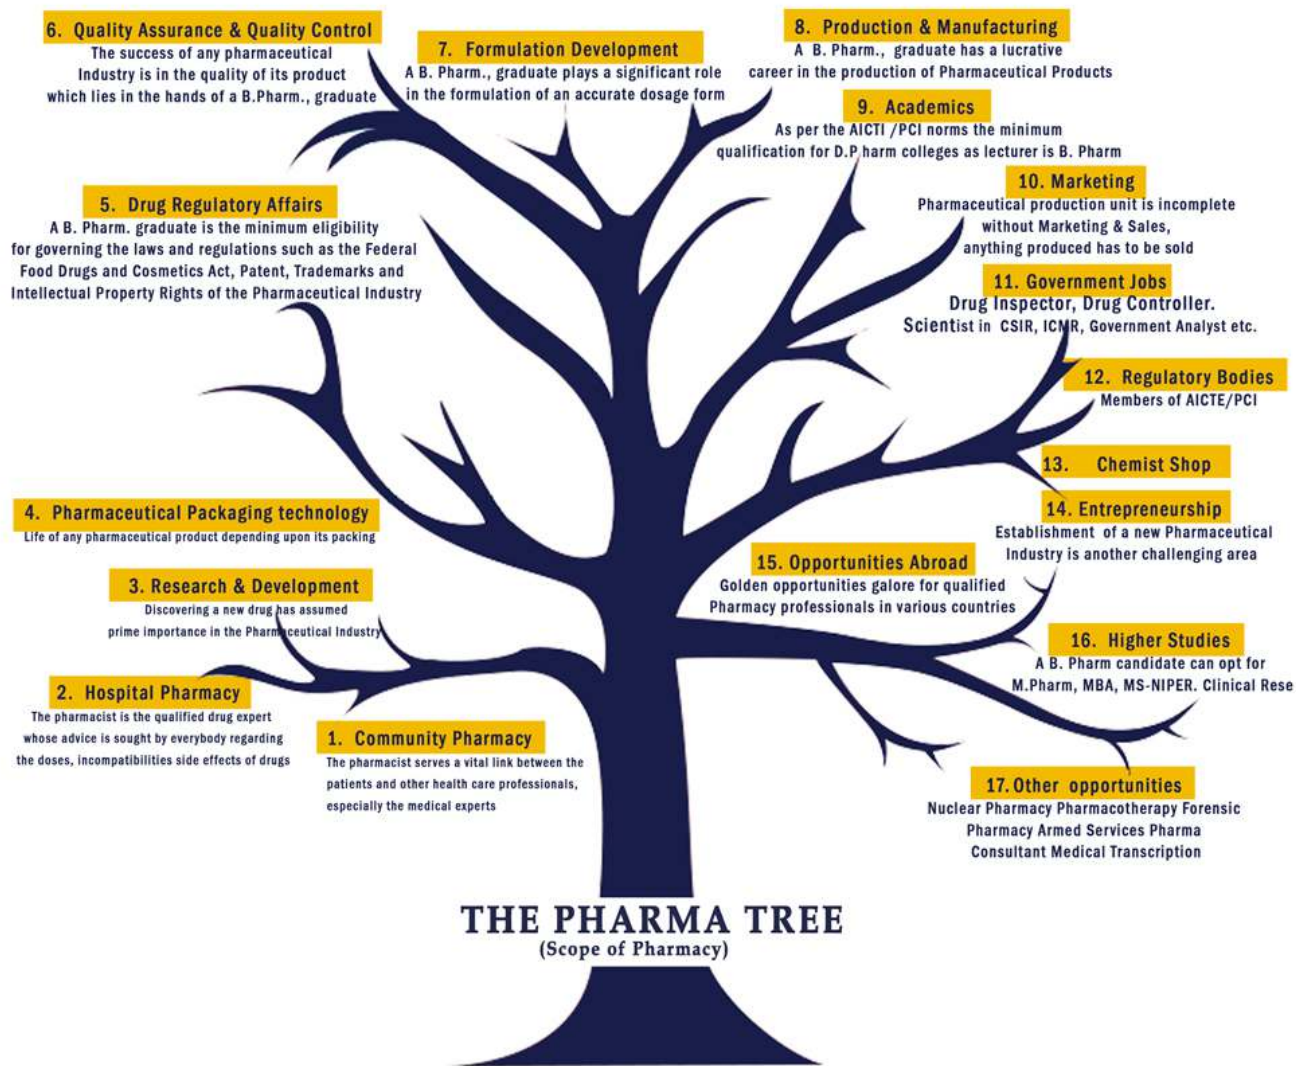 6. Quality Assurance & Quality Control
The success of any pharmaceutical
Industry is in the quality of its product
which lies in the hands of a B.Pharm., graduate
7. Formulation Development
A B. Pharm., graduate plays a significant role
in the formulation of an accurate dosage form
8. Production & Manufacturing
A B. Pharm., graduate has a lucrative
career in the production of Pharmaceutical Products
9. Academics
As per the AICTI /PCI norms the minimum
qualification for D.P harm colleges as lecturer is B. Pharm
5. Drug Regulatory Affairs
A B. Pharm. graduate is the minimum eligibility
for governing the laws and regulations such as the Federal
Food Drugs and Cosmetics Act, Patent, Trademarks and
Intellectual Property Rights of the Pharmaceutical Industry
10. Marketing
Pharmaceutical production unit is incomplete
without Marketing & Sales,
anything produced has to be sold
11. Government Jobs
Drug Inspector, Drug Controller.
Scientist in CSIR, ICMR, Government Analyst etc.
12. Regulatory Bodies
Members of AICTE/PCI
13. Chemist Shop
4. Pharmaceutical Packaging technology
Life of any pharmaceutical product depending upon its packing
14. Entrepreneurship
Establishment of a new Pharmaceutical
Industry is another challenging area
3. Research & Development
Discovering a new drug has assumed
prime importance in the Pharmaceutical Industry
15. Opportunities Abroad
Golden opportunities galore for qualified
Pharmacy professionals in various countries
16. Higher Studies
A B. Pharm candidate can opt for
M.Pharm, MBA, MS-NIPER. Clinical Rese
2. Hospital Pharmacy
The pharmacist is the qualified drug expert
whose advice is sought by everybody regarding
the doses, incompatibilities side effects of drugs
1. Community Pharmacy
The pharmacist serves a vital link between the
patients and other health care professionals,
especially the medical experts
17. Other opportunities
Nuclear Pharmacy Pharmacotherapy Forensic
Pharmacy Armed Services Pharma
Consultant Medical Transcription
THE PHARMA TREE
(Scope of Pharmacy)